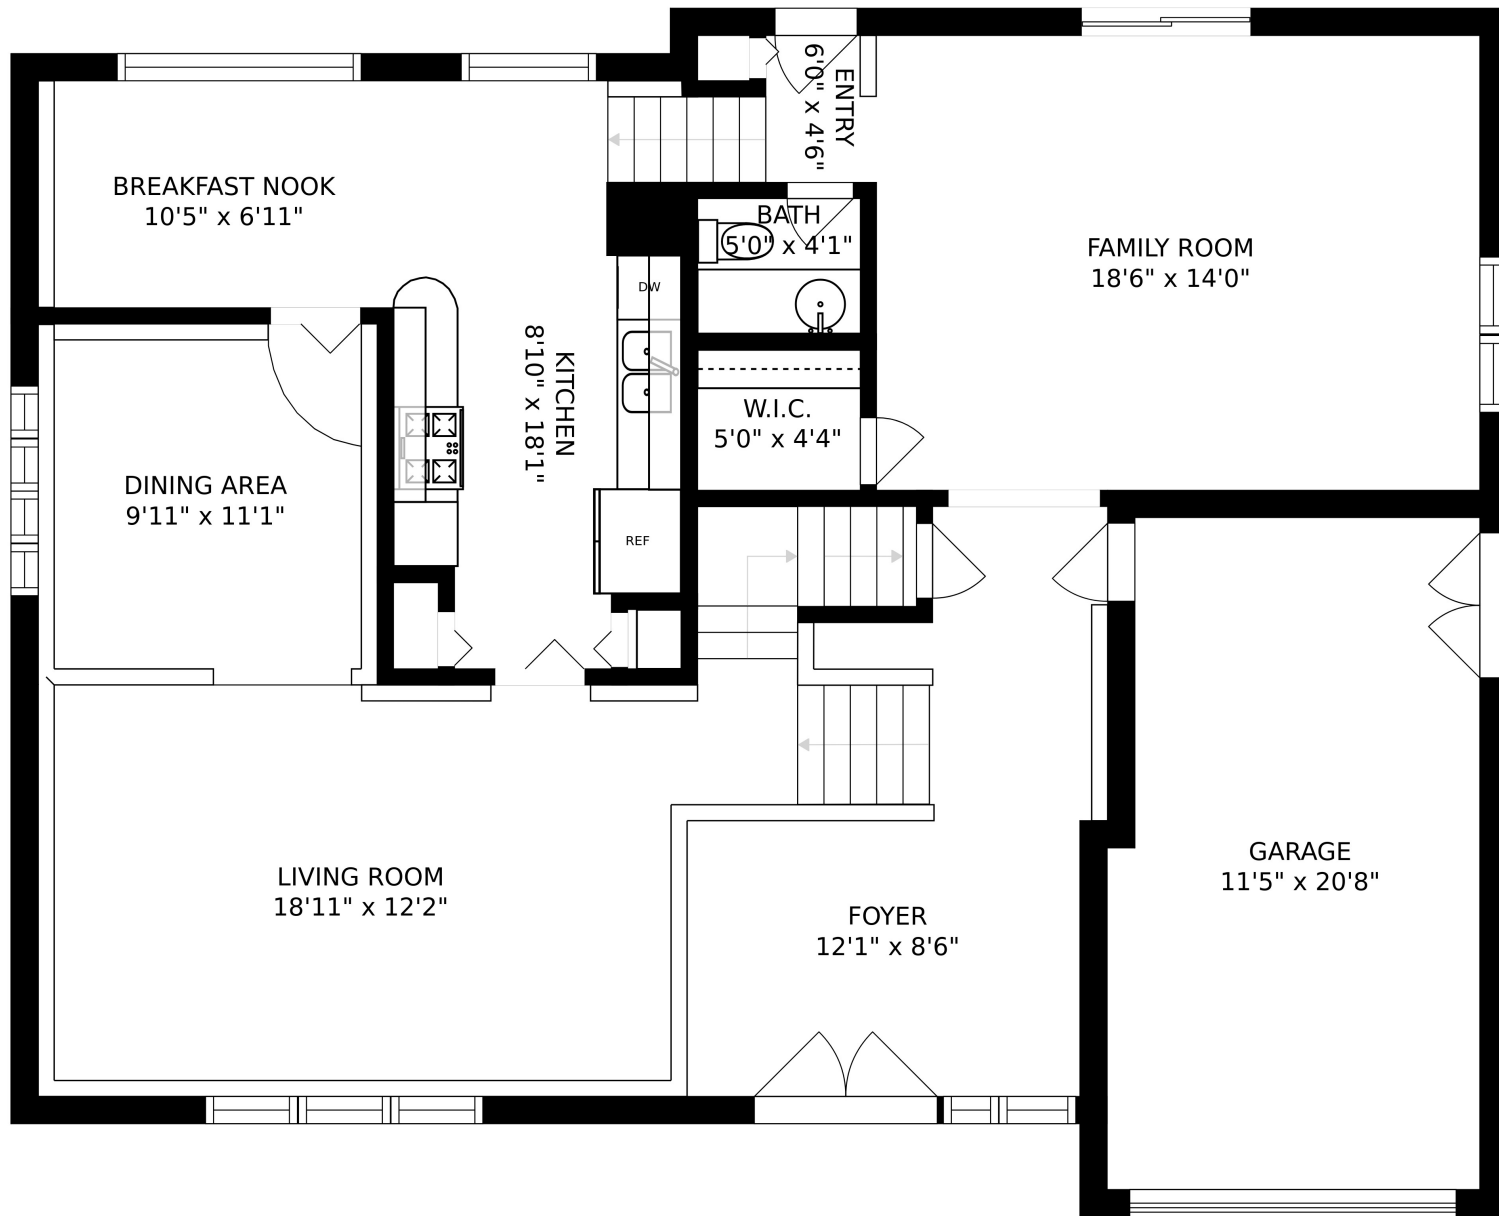 ENTRY
6'0" x 4'6"
BREAKFAST NOOK
10'5" x 6'11"
BATH
5'0" x 4'1"
FAMILY ROOM
18'6" x 14'0"
DW
KITCHEN
8'10" x 18'1"
W.I.C.
5'0" x 4'4"
DINING AREA
9'11" x 11'1"
REF
LIVING ROOM
18'11" x 12'2"
FOYER
12'1" x 8'6"
GARAGE
11'5" x 20'8"